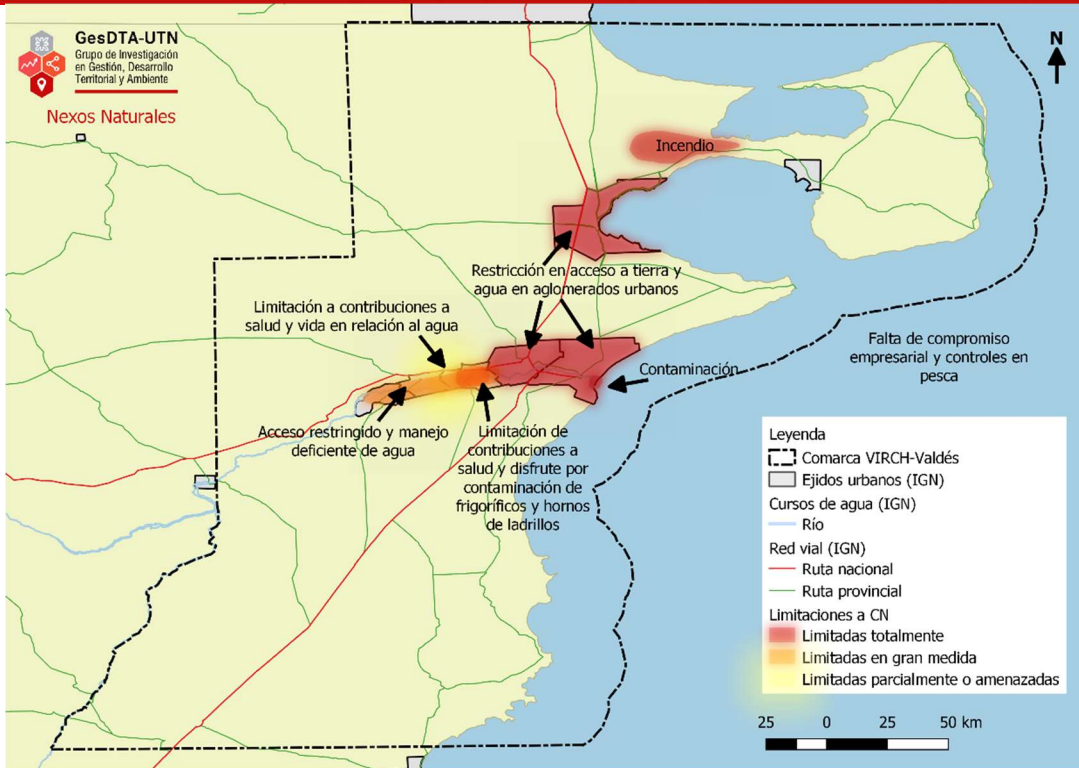 GesDTA-UTN
Grupo de Investigación
en Gestión, Desarrollo
Territorial y Ambiente
Nexos Naturales
N
Incendio
Restricción en acceso a tierra y
agua en aglomerados urbanos
Limitación a contribuciones a
salud y vida en relación al agua
Falta de compromiso
empresarial y controles en
pesca
Contaminación
Acceso restringido y manejo
deficiente de agua
Limitación de
contribuciones a
salud y disfrute por
contaminación de
frigoríficos y hornos
de ladrillos
Leyenda
Comarca VIRCH-Valdés
Ejidos urbanos (IGN)
Cursos de agua (IGN)
Río
Red vial (IGN)
Ruta nacional
Ruta provincial
Limitaciones a CN
Limitadas totalmente
Limitadas en gran medida
Limitadas parcialmente o amenazadas
25 0 25 50 km